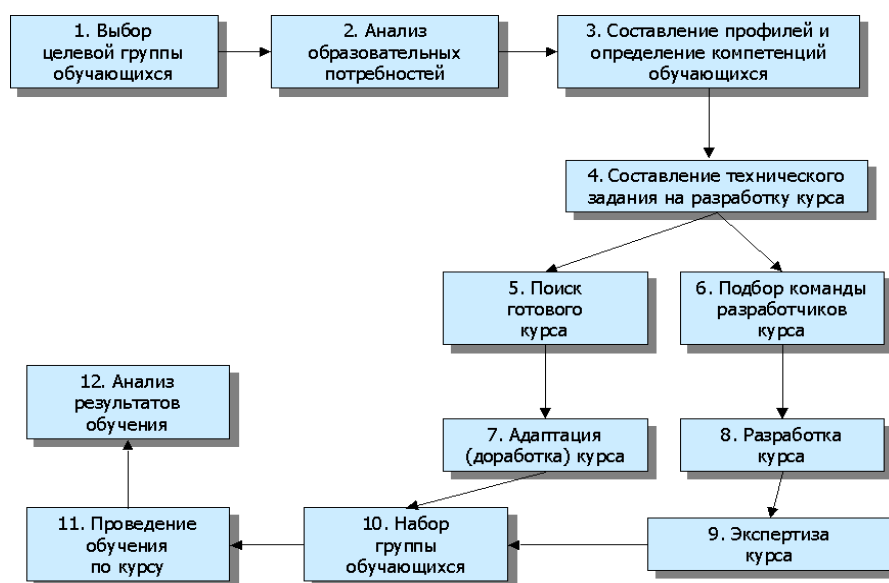 1. Выбор
целевой группы
обучающихся
2. Анализ
образовательных
потребностей
3. Составление профилей и
определение компетенций
обучающихся
4. Составление технического
задания на разработку курса
5. Поиск
готового
курса
6. Подбор команды
разработчиков
курса
12. Анализ
результатов
обучения
7. Адаптация
(доработка) курса
8. Разработка
курса
11. Проведение
обучения
по курсу
10. Набор
группы
обучающихся
9. Экспертиза
курса